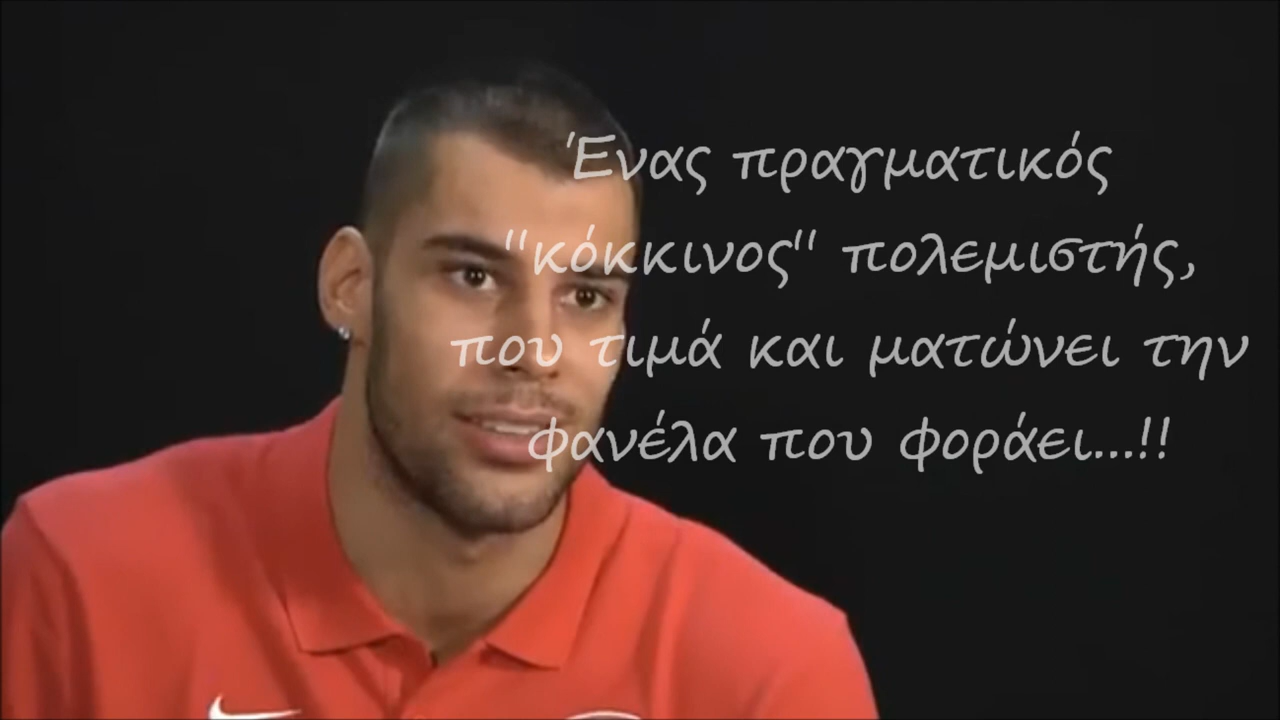 Ένας πραγματικός
"κόκκινος" πολεμιστής,
που τιμά και ματώνει την
φανέλα που φοράει...!!